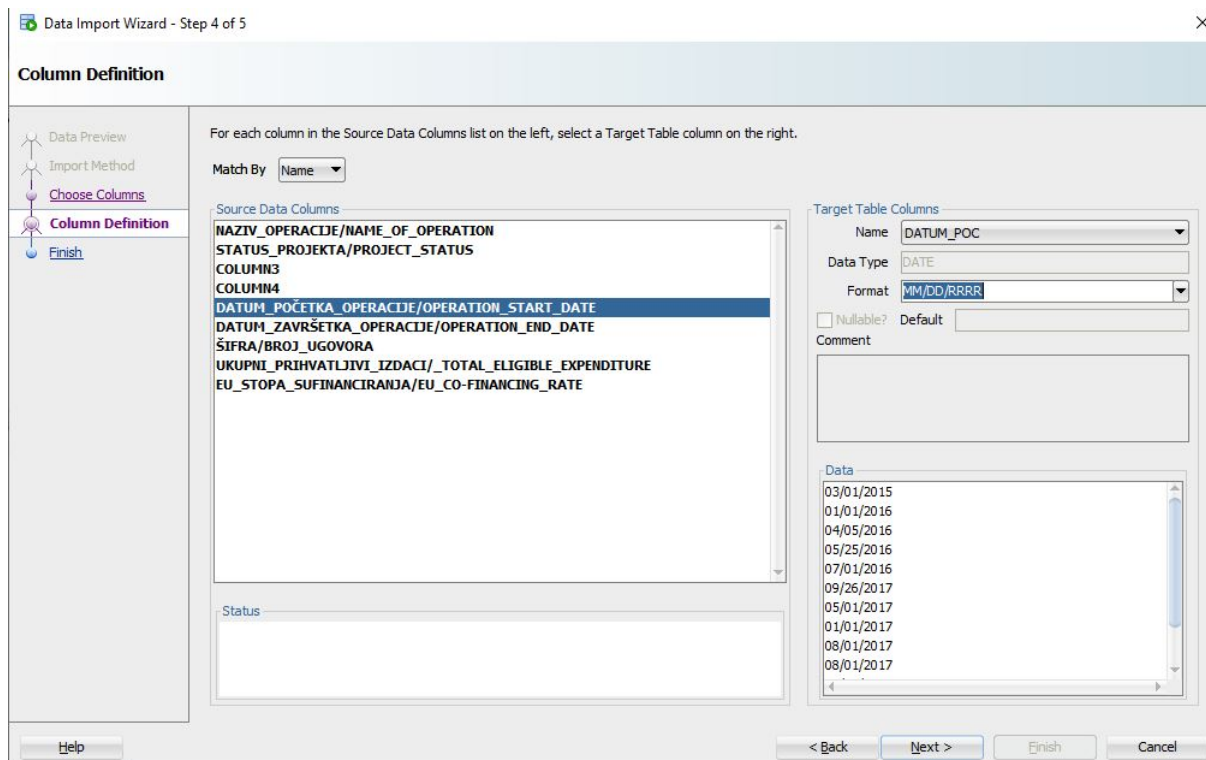 Data Import Wizard - Step 4 of 5
Column Definition
Data Preview
Import Method
Choose Columns
Column Definition
Finish
For each column in the Source Data Columns list on the left, select a Target Table column on the right.
Match By Name
Source Data Columns
NAZIV_OPERACIJE/NAME_OF_OPERATION
STATUS_PROJEKTA/PROJECT_STATUS
COLUMN3
COLUMN4
DATUM_POČETKA_OPERACIJE/OPERATION_START_DATE
DATUM_ZAVRŠETKA_OPERACIJE/OPERATION_END_DATE
ŠIFRA/BROJ_UGOVORA
UKUPNI_PRIHVATLJIVI_IZDACI/_TOTAL_ELIGIBLE_EXPENDITURE
EU_STOPA_SUFINANCIRANJA/EU_CO-FINANCING_RATE
Status
Target Table Columns
Name DATUM_POC
Data Type DATE
Format MM/DD/RRRR
Nullable? Default
Comment
Data
03/01/2015
01/01/2016
04/05/2016
05/25/2016
07/01/2016
09/26/2017
05/01/2017
01/01/2017
08/01/2017
08/01/2017
Help
< Back
Next >
Finish
Cancel